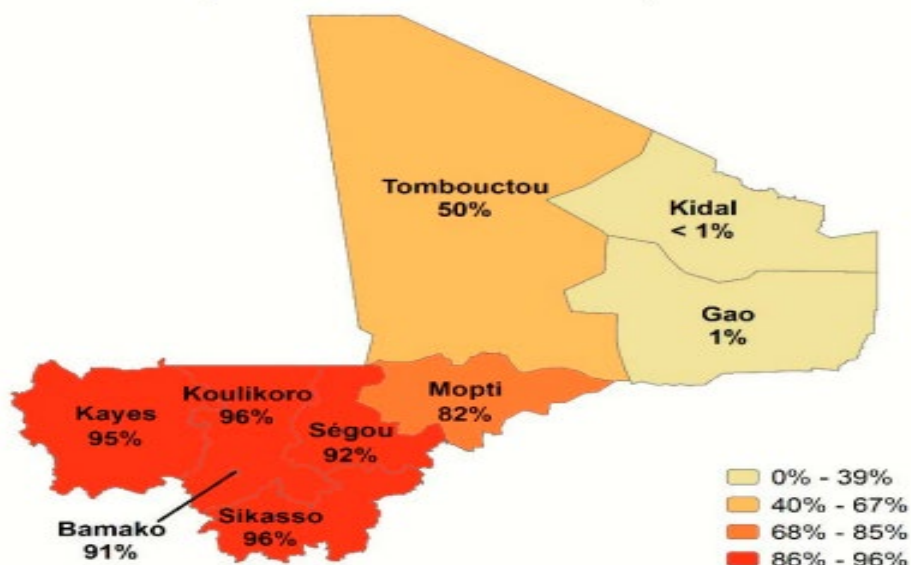 Tombouctou
50%
Kidal
< 1%
Gao
1%
Mopti
82%
Koulikoro
96%
Kayes
95%
Ségou
92%
Bamako
91%
Sikasso
96%
0% - 39%
40% - 67%
68% - 85%
86% - 96%